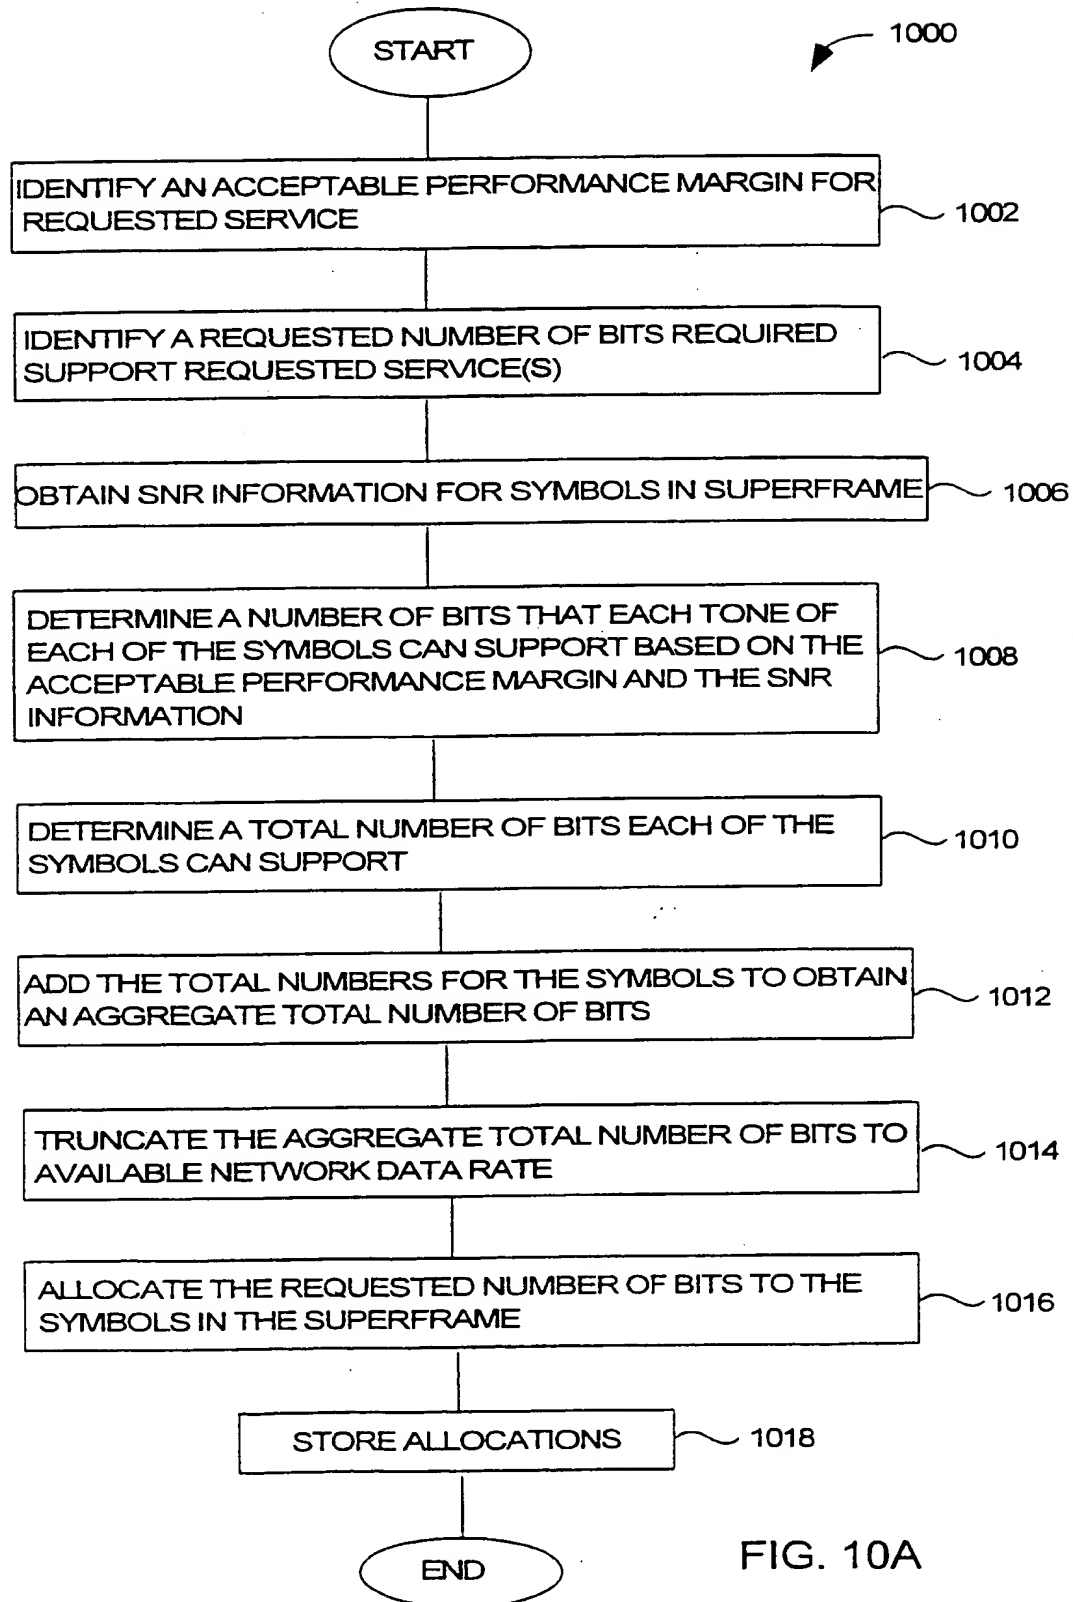 START
1000
IDENTIFY AN ACCEPTABLE PERFORMANCE MARGIN FOR
REQUESTED SERVICE
1002
IDENTIFY A REQUESTED NUMBER OF BITS REQUIRED
SUPPORT REQUESTED SERVICE(S)
1004
OBTAIN SNR INFORMATION FOR SYMBOLS IN SUPERFRAME
1006
DETERMINE A NUMBER OF BITS THAT EACH TONE OF
EACH OF THE SYMBOLS CAN SUPPORT BASED ON THE
ACCEPTABLE PERFORMANCE MARGIN AND THE SNR
INFORMATION
1008
DETERMINE A TOTAL NUMBER OF BITS EACH OF THE
SYMBOLS CAN SUPPORT
1010
ADD THE TOTAL NUMBERS FOR THE SYMBOLS TO OBTAIN
AN AGGREGATE TOTAL NUMBER OF BITS
1012
TRUNCATE THE AGGREGATE TOTAL NUMBER OF BITS TO
AVAILABLE NETWORK DATA RATE
1014
ALLOCATE THE REQUESTED NUMBER OF BITS TO THE
SYMBOLS IN THE SUPERFRAME
1016
STORE ALLOCATIONS
1018
END
FIG. 10A